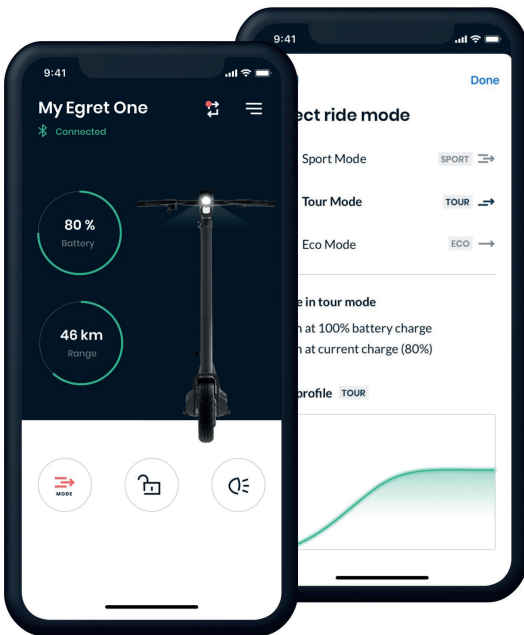 9:41
My Egret One
Connected
80 %
Battery
46 km
Range
MODE
9:41
Done
ect ride mode
Sport Mode SPORT
Tour Mode TOUR
Eco Mode ECO
e in tour mode
n at 100% battery charge
n at current charge (80%)
profile TOUR